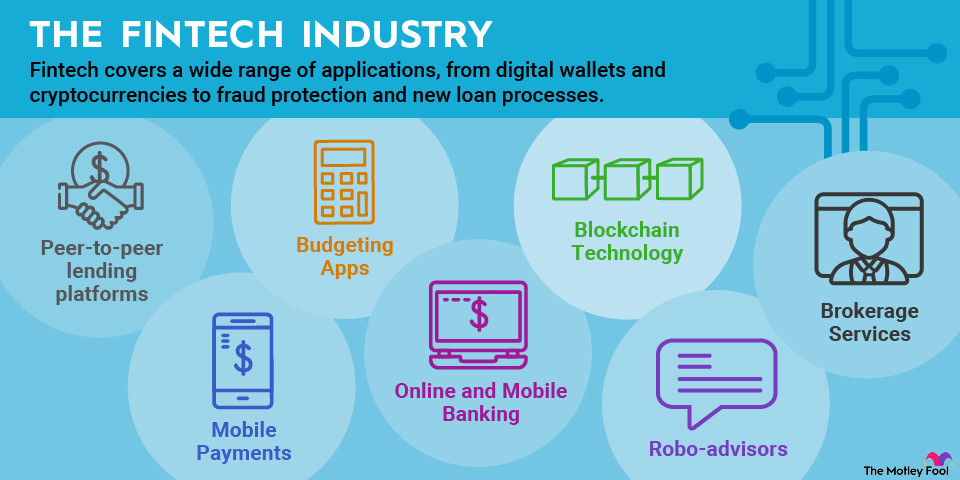 THE FINTECH INDUSTRY
Fintech covers a wide range of applications, from digital wallets and
cryptocurrencies to fraud protection and new loan processes.
Peer-to-peer
lending
platforms
Budgeting
Apps
Blockchain
Technology
Brokerage
Services
Mobile
Payments
Online and Mobile
Banking
Robo-advisors
The Motley Fool